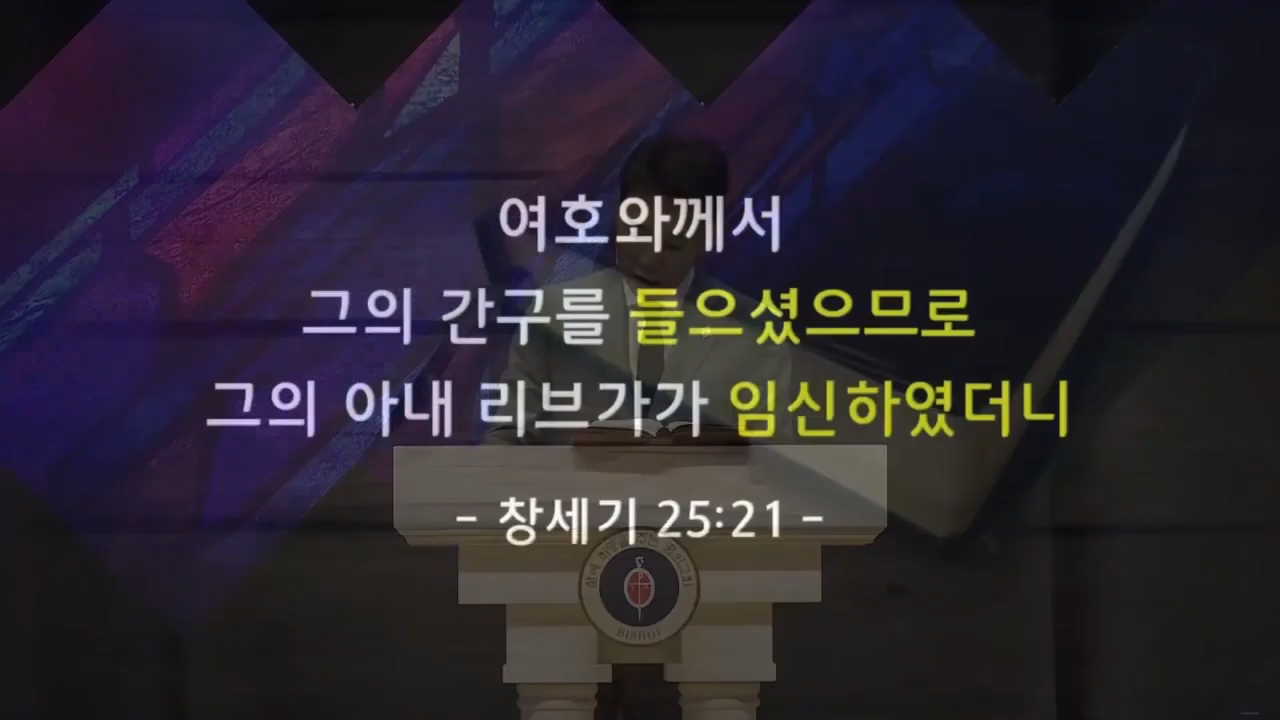 여호와께서
그의 간구를 들으셨으므로
그의 아내 리브가가 임신하였더니
- 창세기 25:21 -
BISHOP